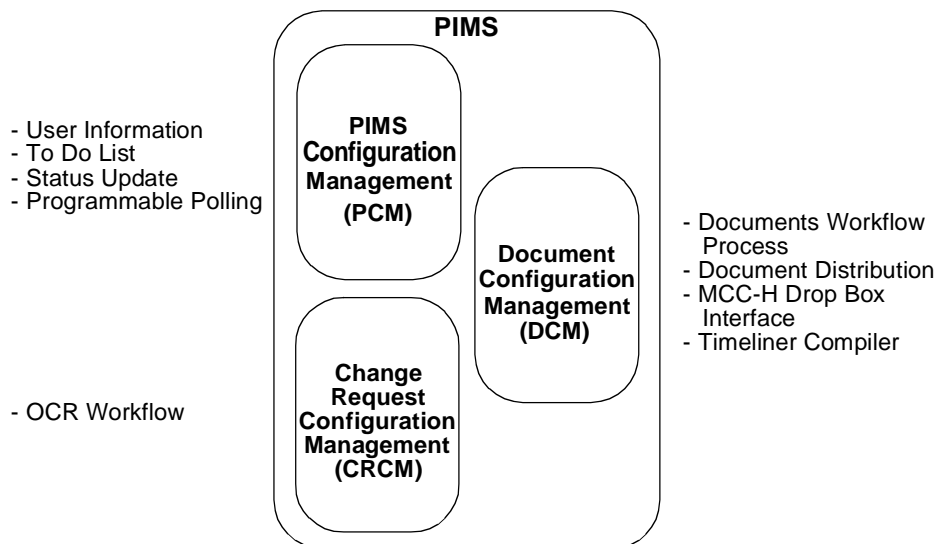 PIMS
PIMS
Configuration
Management
(PCM)
- User Information
- To Do List
- Status Update
- Programmable Polling
Document
Configuration
Management
(DCM)
- Documents Workflow
Process
- Document Distribution
- MCC-H Drop Box
Interface
- Timeliner Compiler
Change
Request
Configuration
Management
(CRCM)
- OCR Workflow